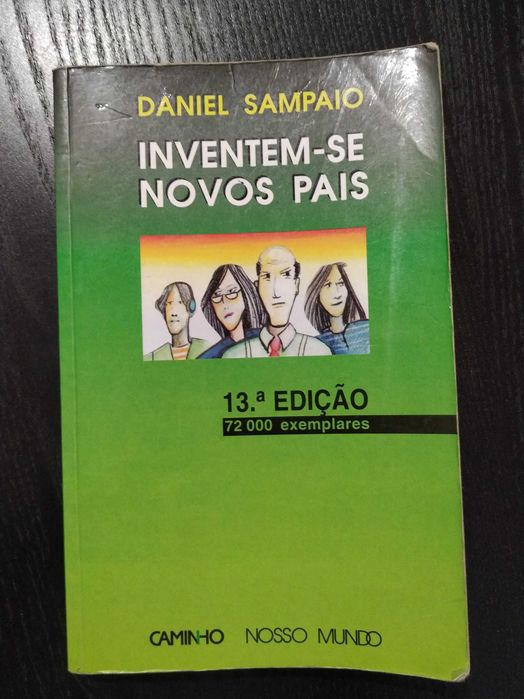 DANIEL SAMPAIO
INVENTEM-SE
NOVOS PAIS
13.ª EDIÇÃO
72 000 exemplares
CAMINHO NOSSO MUNDO